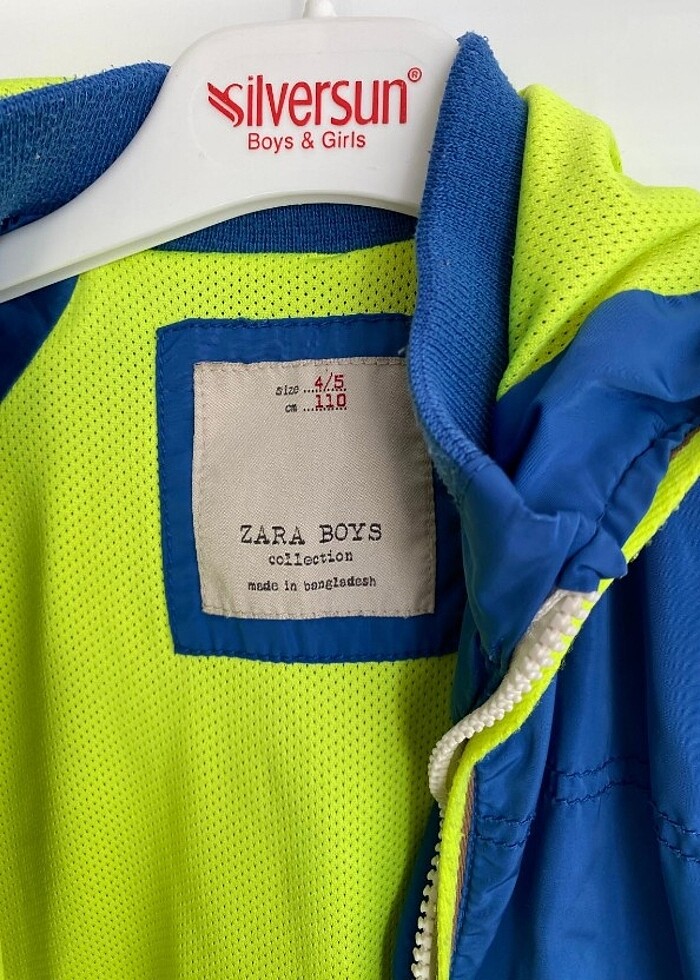 silversun®
Boys & Girls
size ....4/5
cm ....110
ZARA BOYS
collection
made in bangladesh